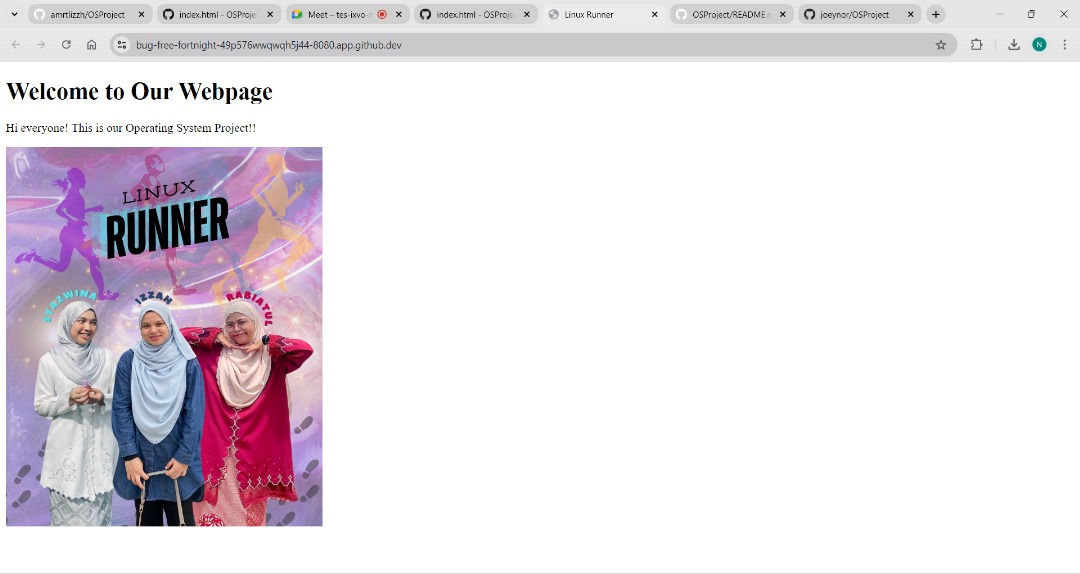 amrtlizzh/OSProject
index.html - OSProje
Meet – tes-ixvo-
index.html - OSProje
Linux Runner
OSProject/README.
joeynor/OSProject
bug-free-fortnight-49p576wwqwqh5j44-8080.app.github.dev
N
Welcome to Our Webpage
Hi everyone! This is our Operating System Project!!
LINUX
RUNNER
IZZAH
RABIATUL